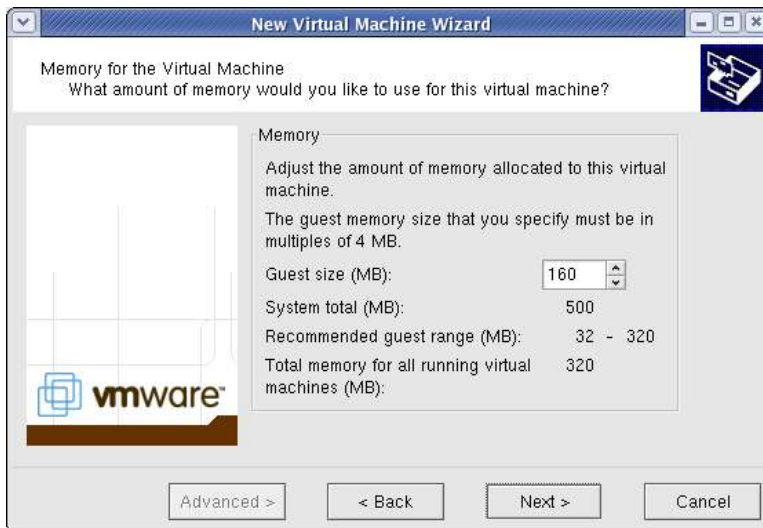 New Virtual Machine Wizard
Memory for the Virtual Machine
What amount of memory would you like to use for this virtual machine?
Memory
Adjust the amount of memory allocated to this virtual
machine.
The guest memory size that you specify must be in
multiples of 4 MB.
Guest size (MB): 160
System total (MB): 500
Recommended guest range (MB): 32 - 320
Total memory for all running virtual 320
machines (MB):
vmware™
Advanced > < Back Next > Cancel